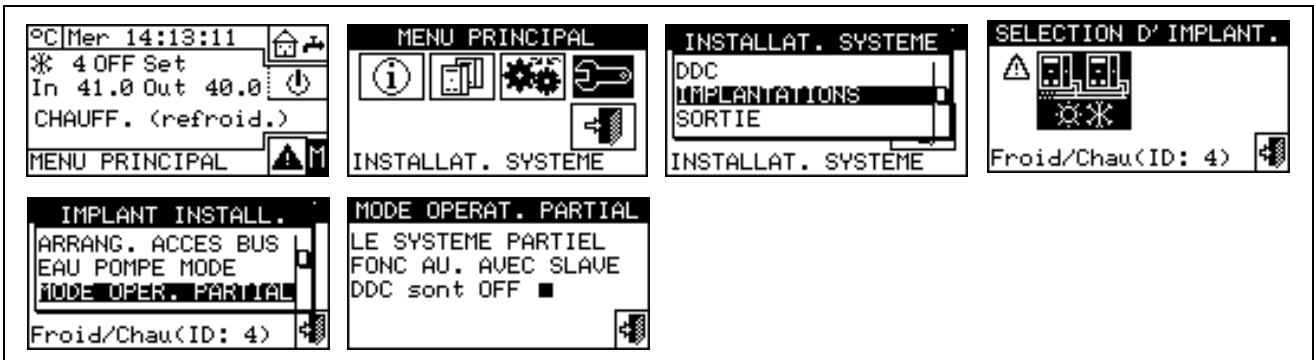 °C Mer 14:13:11
4 OFF Set
In 41.0 Out 40.0
CHAUFF. (refroid.)
MENU PRINCIPAL M
MENU PRINCIPAL
i
INSTALLAT. SYSTEME
INSTALLAT. SYSTEME
DDC
IMPLANTATIONS
SORTIE
INSTALLAT. SYSTEME
SELECTION D'IMPLANT.
Froid/Chau(ID: 4)
IMPLANT INSTALL.
ARRANG. ACCES BUS
EAU POMPE MODE
MODE OPER. PARTIAL
Froid/Chau(ID: 4)
MODE OPERAT. PARTIAL
LE SYSTEME PARTIEL
FONC AU. AVEC SLAVE
DDC sont OFF